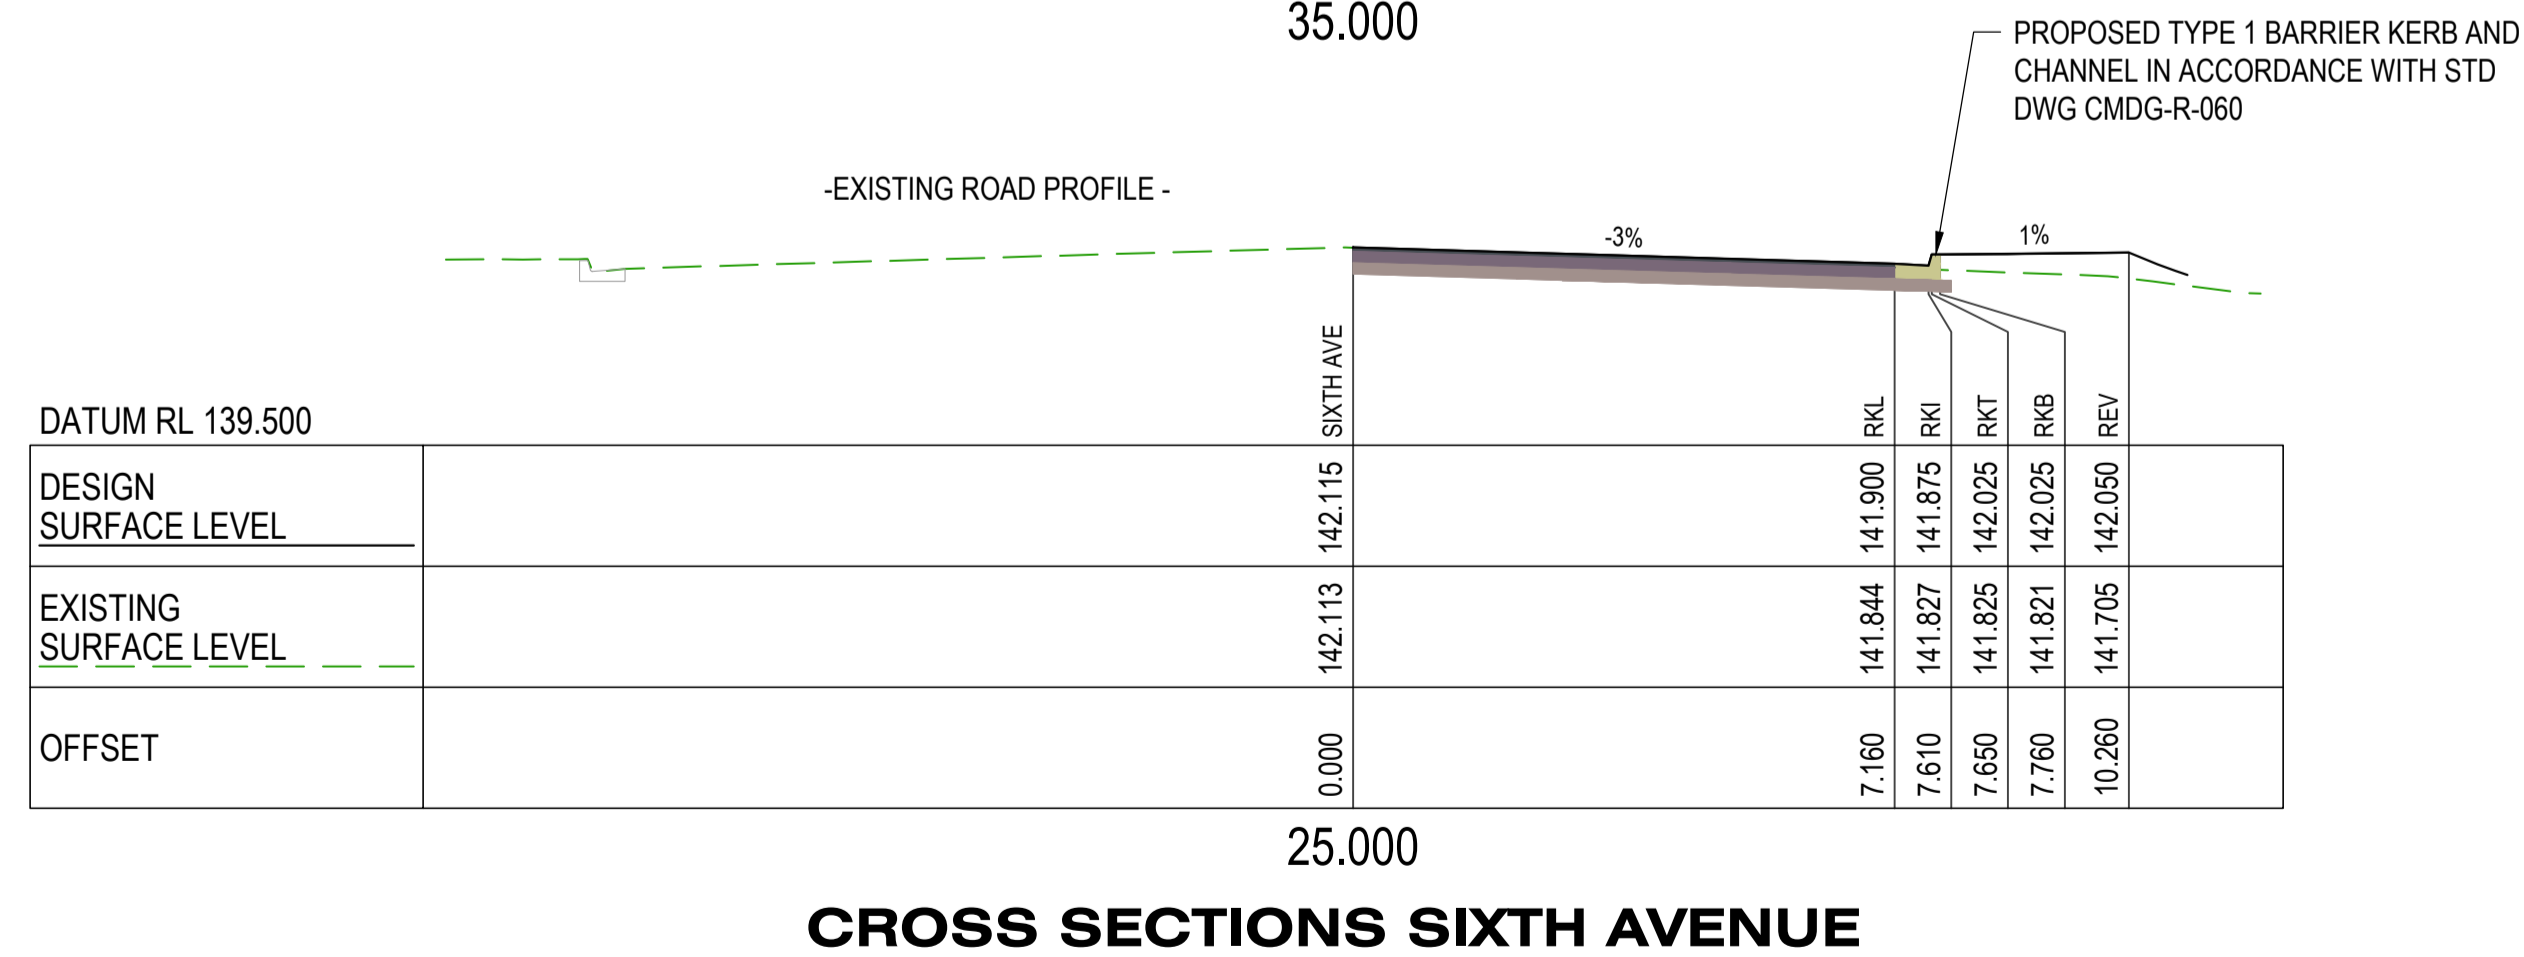 35.000
PROPOSED TYPE 1 BARRIER KERB AND
CHANNEL IN ACCORDANCE WITH STD
DWG CMDG-R-060
-EXISTING ROAD PROFILE -
-3%
1%
SIXTH AVE
RKL
RKI
RKT
RKB
REV
DATUM RL 139.500
DESIGN
SURFACE LEVEL
142.115
141.900
141.875
142.025
142.025
142.050
EXISTING
SURFACE LEVEL
142.113
141.844
141.827
141.825
141.821
141.705
OFFSET
0.000
7.160
7.610
7.650
7.760
10.260
25.000
CROSS SECTIONS SIXTH AVENUE